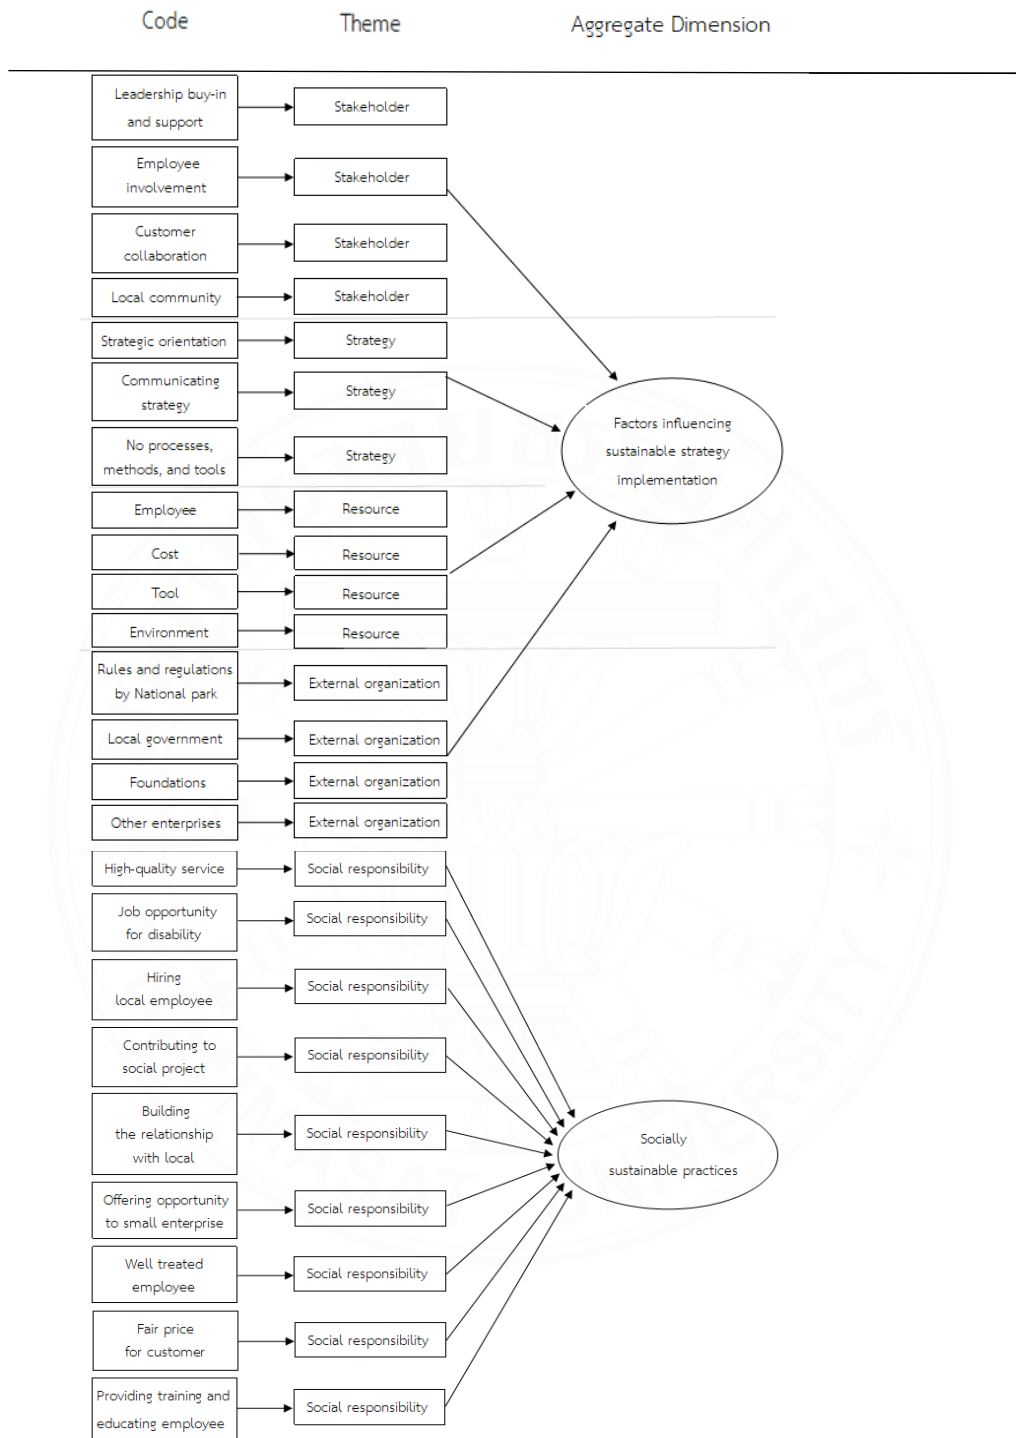 Code Theme Aggregate Dimension
Leadership buy-in
and support
Stakeholder
Employee
involvement
Stakeholder
Customer
collaboration
Stakeholder
Local community
Stakeholder
Strategic orientation
Strategy
Communicating
strategy
Strategy
No processes,
methods, and tools
Strategy
Factors influencing
sustainable strategy
implementation
Employee
Resource
Cost
Resource
Tool
Resource
Environment
Resource
Rules and regulations
by National park
External organization
Local government
External organization
Foundations
External organization
Other enterprises
External organization
High-quality service
Social responsibility
Job opportunity
for disability
Social responsibility
Hiring
local employee
Social responsibility
Contributing to
social project
Social responsibility
Building
the relationship
with local
Social responsibility
Socially
sustainable practices
Offering opportunity
to small enterprise
Social responsibility
Well treated
employee
Social responsibility
Fair price
for customer
Social responsibility
Providing training and
educating employee
Social responsibility